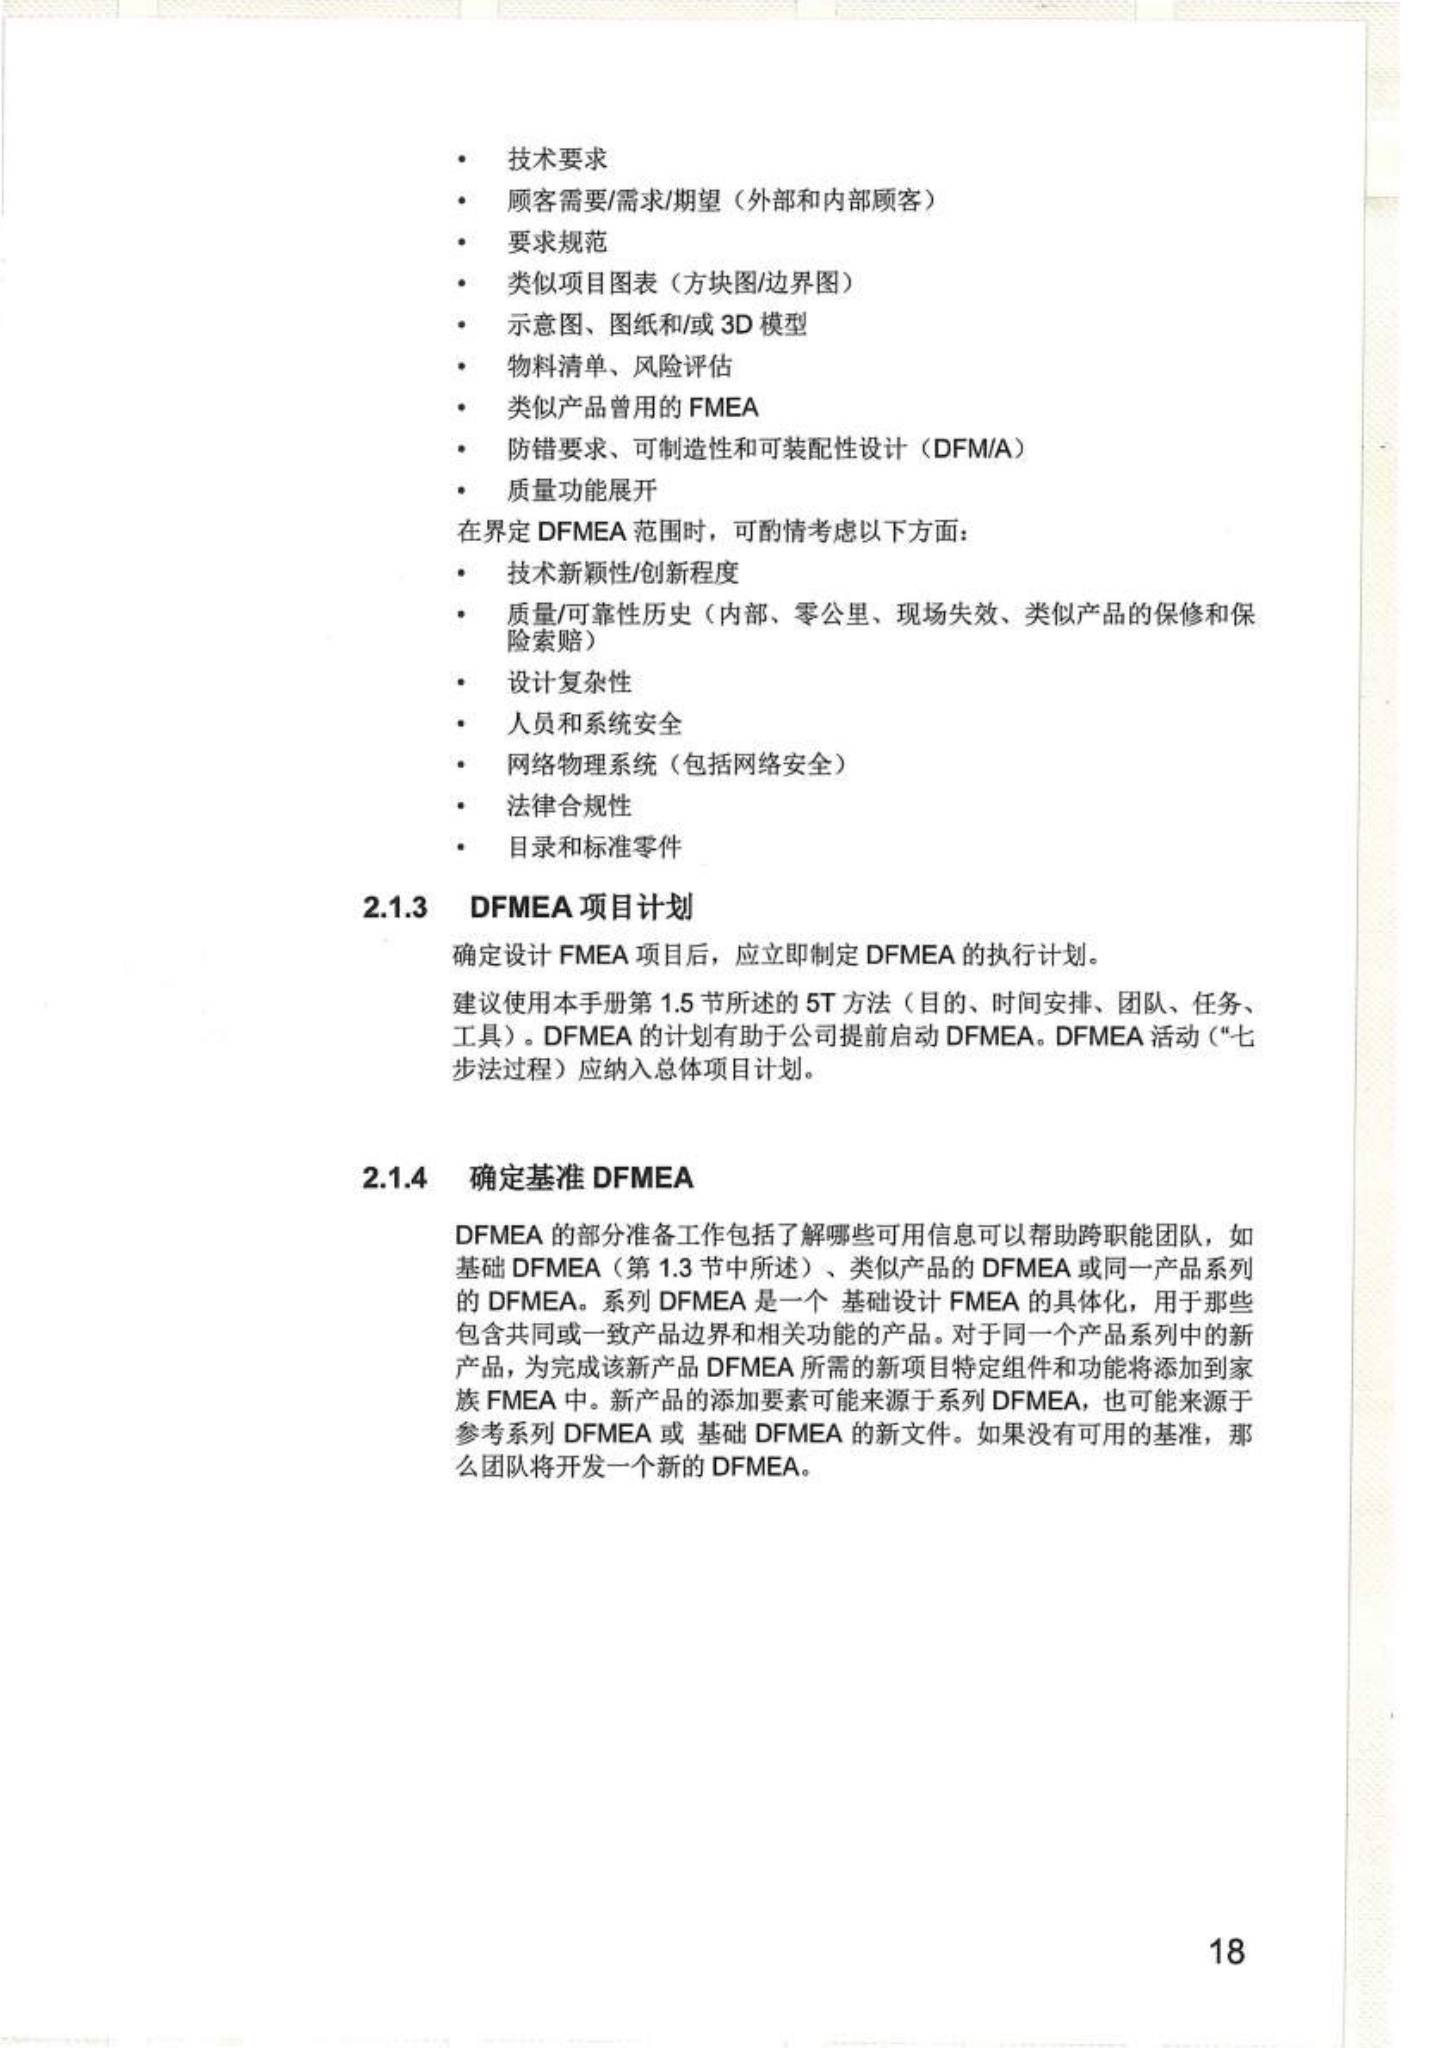 • 技术要求
• 顾客需要/需求/期望（外部和内部顾客）
• 要求规范
• 类似项目图表（方块图/边界图）
• 示意图、图纸和/或 3D 模型
• 物料清单、风险评估
• 类似产品曾用的 FMEA
• 防错要求、可制造性和可装配性设计（DFM/A）
• 质量功能展开
在界定 DFMEA 范围时，可酌情考虑以下方面：
• 技术新颖性/创新程度
• 质量/可靠性历史（内部、零公里、现场失效、类似产品的保修和保
险索赔）
• 设计复杂性
• 人员和系统安全
• 网络物理系统（包括网络安全）
• 法律合规性
• 目录和标准零件
2.1.3 DFMEA 项目计划
确定设计 FMEA 项目后，应立即制定 DFMEA 的执行计划。
建议使用本手册第 1.5 节所述的 5T 方法（目的、时间安排、团队、任务、
工具）。DFMEA 的计划有助于公司提前启动 DFMEA。DFMEA 活动（“七
步法过程）应纳入总体项目计划。
2.1.4 确定基准 DFMEA
DFMEA 的部分准备工作包括了解哪些可用信息可以帮助跨职能团队，如
基础 DFMEA（第 1.3 节中所述）、类似产品的 DFMEA 或同一产品系列
的 DFMEA。系列 DFMEA 是一个 基础设计 FMEA 的具体化，用于那些
包含共同或一致产品边界和相关功能的产品。对于同一个产品系列中的新
产品，为完成该新产品 DFMEA 所需的新项目特定组件和功能将添加到家
族 FMEA 中。新产品的添加要素可能来源于系列 DFMEA，也可能来源于
参考系列 DFMEA 或 基础 DFMEA 的新文件。如果没有可用的基准，那
么团队将开发一个新的 DFMEA。
18